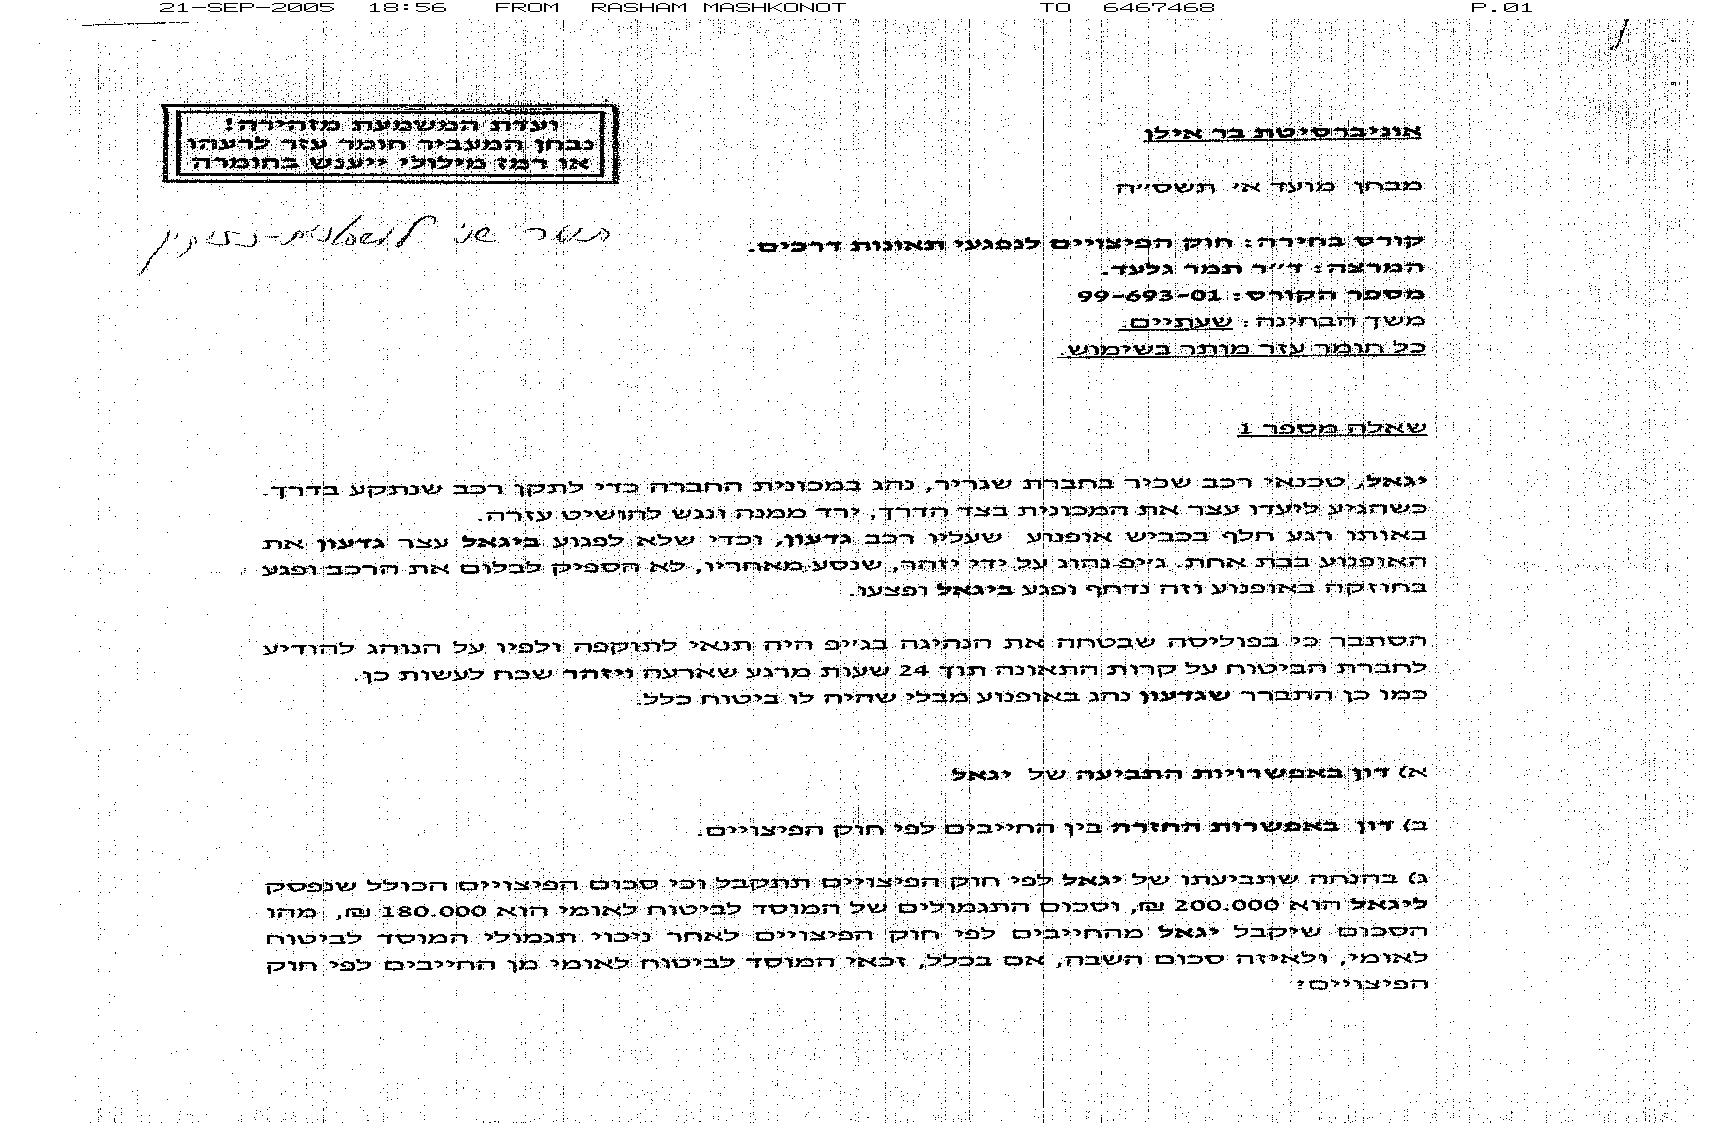 21-SEP-2005 18:56 FROM RASHAM MASHKONOT TO 6467468 P.01
ועדת המשמעת מזהירה!
נבחן המעביר חומר עזר לרעהו
או רמז מילולי ייענש בחומרה
אוניברסיטת בר אילן
מבחן מועד א' תשס״ה
קורס בחירה: חוק הפיצויים לנפגעי תאונות דרכים.
המרצה: ד״ר תמר גלעד.
מספר הקורס: 99-693-01
משך הבחינה: שעתיים.
כל חומר עזר מותר בשימוש.
שאלה מספר 1
יגאל, טכנאי רכב שכיר בחברת שגריר, נהג במכונית החברה כדי לתקן רכב שנתקע בדרך.
כשהגיע ליעדו עצר את המכונית בצד הדרך, ירד ממנה ונגש להושיט עזרה.
באותו רגע חלף בכביש אופנוע שעליו רכב גדעון, וכדי שלא לפגוע ביגאל עצר גדעון את
האופנוע בבת אחת. ג׳יפ נהוג על ידי יזהר, שנסע מאחריו, לא הספיק לבלום את הרכב ופגע
בחוזקה באופנוע וזה נדחף ופגע ביגאל ופצעו.
הסתבר כי בפוליסה שבטחה את הנהיגה בג׳יפ היה תנאי לתוקפה ולפיו על הנוהג להודיע
לחברת הביטוח על קרות התאונה תוך 24 שעות מרגע שארעה ויזהר שכח לעשות כן.
כמו כן התברר שגדעון נהג באופנוע מבלי שהיה לו ביטוח כלל.
א) דון באפשרויות התביעה של יגאל
ב) דון באפשרות החזרה בין החייבים לפי חוק הפיצויים.
ג) בהנחה שתביעתו של יגאל לפי חוק הפיצויים תתקבל וכי סכום הפיצויים הכולל שנפסק
ליגאל הוא 200.000 ₪, וסכום התגמולים של המוסד לביטוח לאומי הוא 180.000 ₪, מהו
הסכום שיקבל יגאל מהחייבים לפי חוק הפיצויים לאחר ניכוי תגמולי המוסד לביטוח
לאומי, ולאיזה סכום השבה, אם בכלל, זכאי המוסד לביטוח לאומי מן החייבים לפי חוק
הפיצויים?